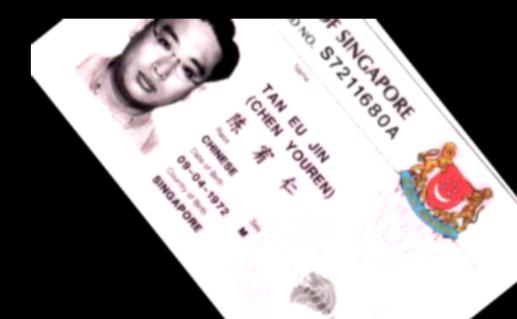 OF SINGAPORE
NO. S7211680A
Name
TAN EU JIN
(CHEN YOUREN)
陈 有 仁
Race
CHINESE
Date of Birth
Sex
09-04-1972
M
Country of Birth
SINGAPORE